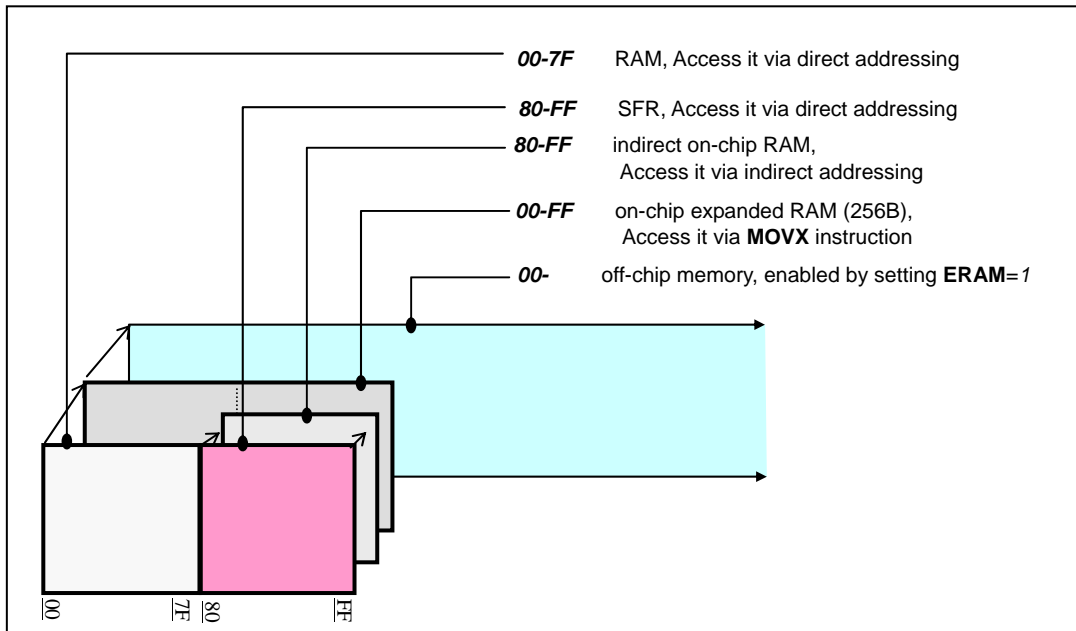 00-7F RAM, Access it via direct addressing
80-FF SFR, Access it via direct addressing
80-FF indirect on-chip RAM,
Access it via indirect addressing
00-FF on-chip expanded RAM (256B),
Access it via MOVX instruction
00- off-chip memory, enabled by setting ERAM=1
00 7F 80 FF